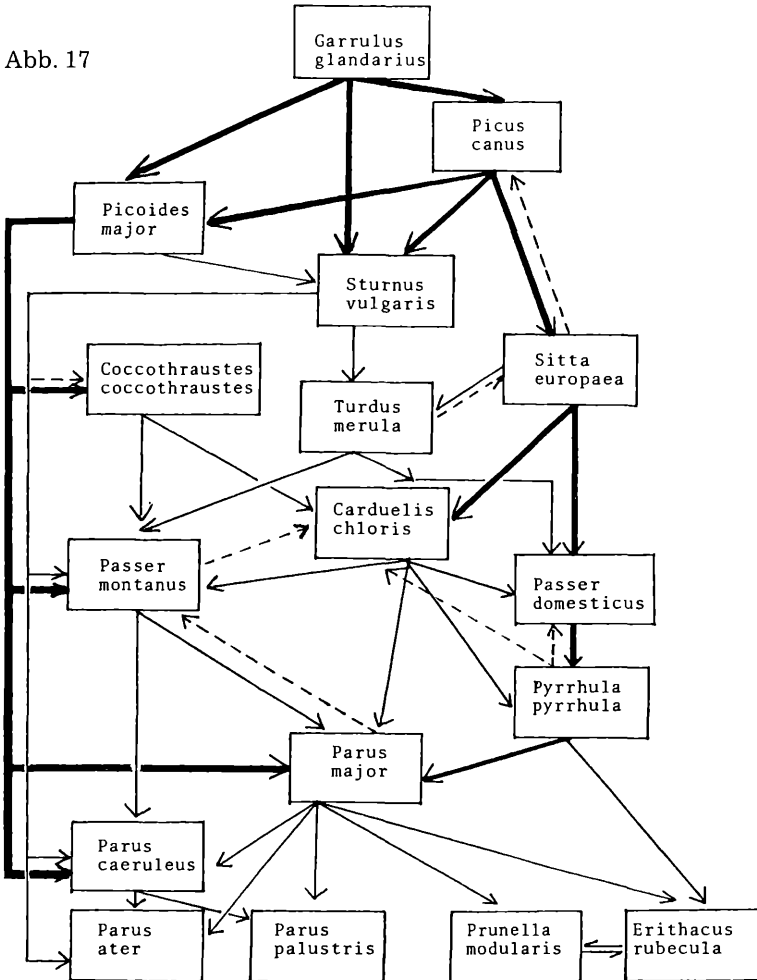 Abb. 17
Garrulus
glandarius
Picus
canus
Picoides
major
Sturnus
vulgaris
Coccothraustes
coccothraustes
Sitta
europaea
Turdus
merula
Carduelis
chloris
Passer
montanus
Passer
domesticus
Pyrrhula
pyrrhula
Parus
major
Parus
caeruleus
Parus
ater
Parus
palustris
Prunella
modularis
Erithacus
rubecula